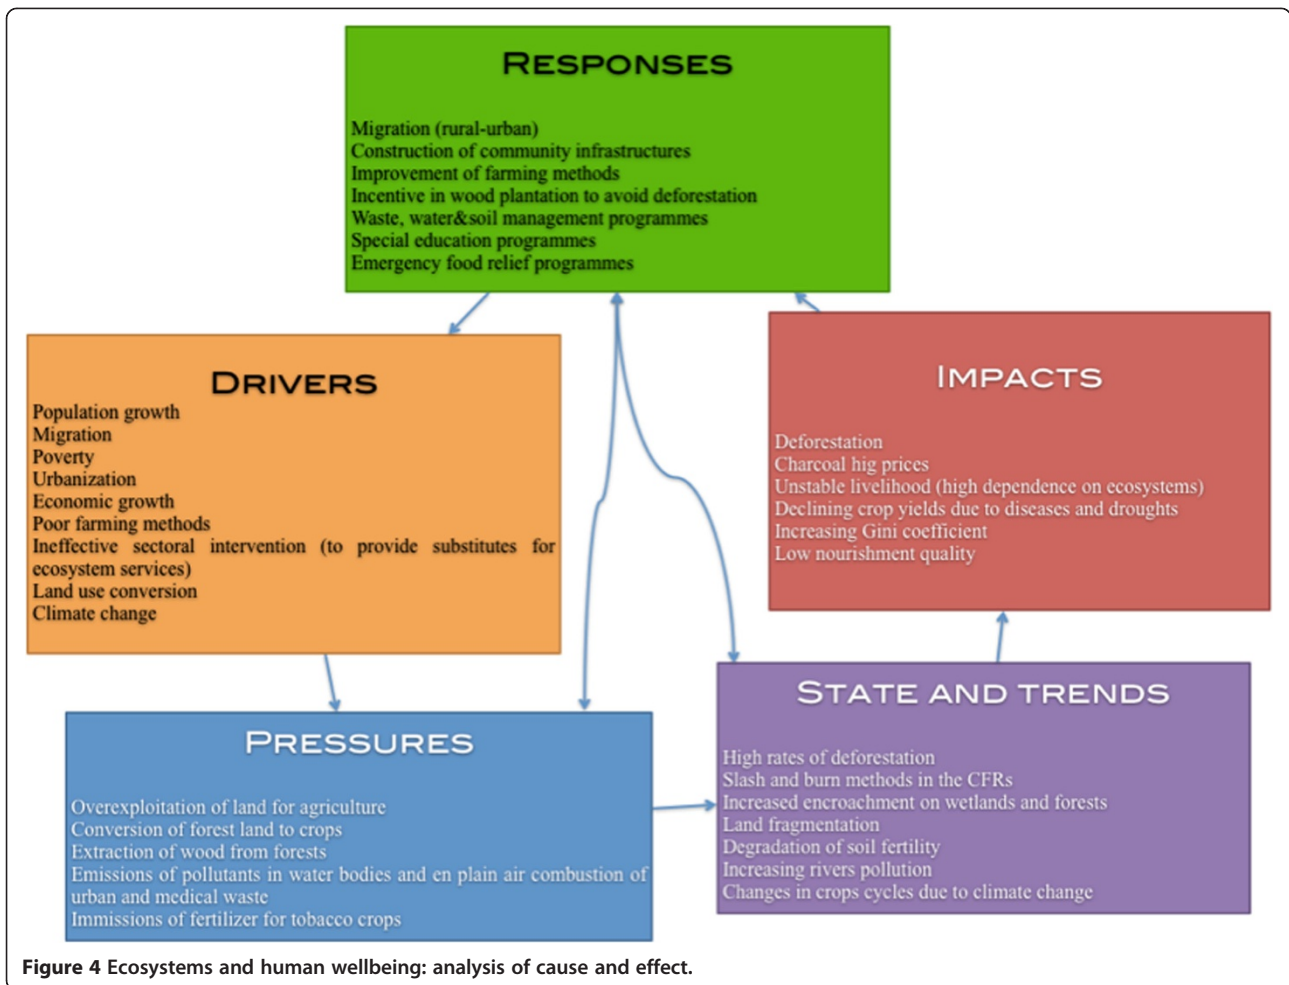 RESPONSES
Migration (rural-urban)
Construction of community infrastructures
Improvement of farming methods
Incentive in wood plantation to avoid deforestation
Waste, water&soil management programmes
Special education programmes
Emergency food relief programmes
DRIVERS
Population growth
Migration
Poverty
Urbanization
Economic growth
Poor farming methods
Ineffective sectoral intervention (to provide substitutes for
ecosystem services)
Land use conversion
Climate change
IMPACTS
Deforestation
Charcoal hig prices
Unstable livelihood (high dependence on ecosystems)
Declining crop yields due to diseases and droughts
Increasing Gini coefficient
Low nourishment quality
PRESSURES
Overexploitation of land for agriculture
Conversion of forest land to crops
Extraction of wood from forests
Emissions of pollutants in water bodies and en plain air combustion of
urban and medical waste
Immissions of fertilizer for tobacco crops
STATE AND TRENDS
High rates of deforestation
Slash and burn methods in the CFRs
Increased encroachment on wetlands and forests
Land fragmentation
Degradation of soil fertility
Increasing rivers pollution
Changes in crops cycles due to climate change
Figure 4 Ecosystems and human wellbeing: analysis of cause and effect.